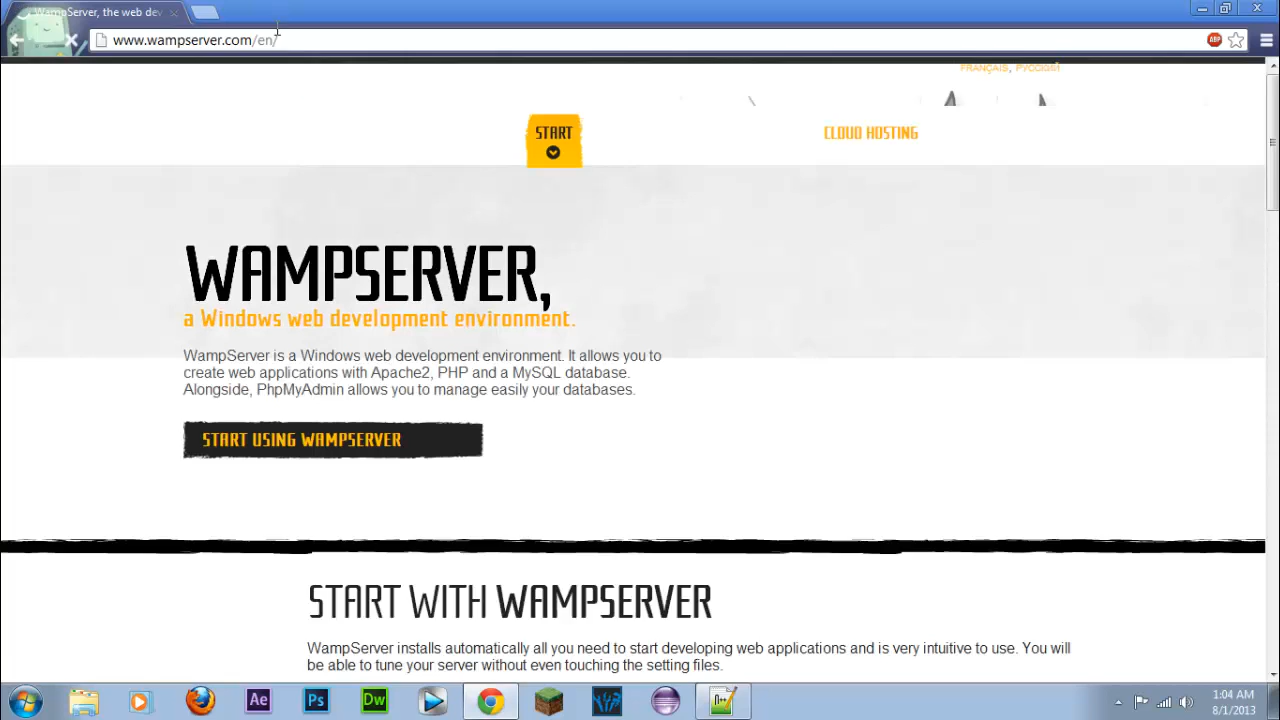 WampServer, the web dev
www.wampserver.com/en/
ABP
FRANÇAIS, РУССКИЙ
START
CLOUD HOSTING
WAMPSERVER,
a Windows web development environment.
WampServer is a Windows web development environment. It allows you to
create web applications with Apache2, PHP and a MySQL database.
Alongside, PhpMyAdmin allows you to manage easily your databases.
START USING WAMPSERVER
START WITH WAMPSERVER
WampServer installs automatically all you need to start developing web applications and is very intuitive to use. You will
be able to tune your server without even touching the setting files.
Ae
Ps
Dw
1:04 AM
8/1/2013